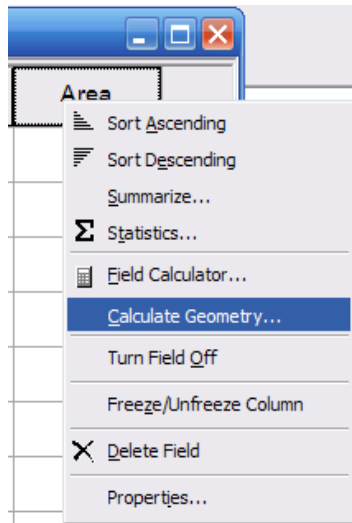 Area
Sort Ascending
Sort Descending
Summarize...
Σ Statistics...
Field Calculator...
Calculate Geometry...
Turn Field Off
Freeze/Unfreeze Column
Delete Field
Properties...